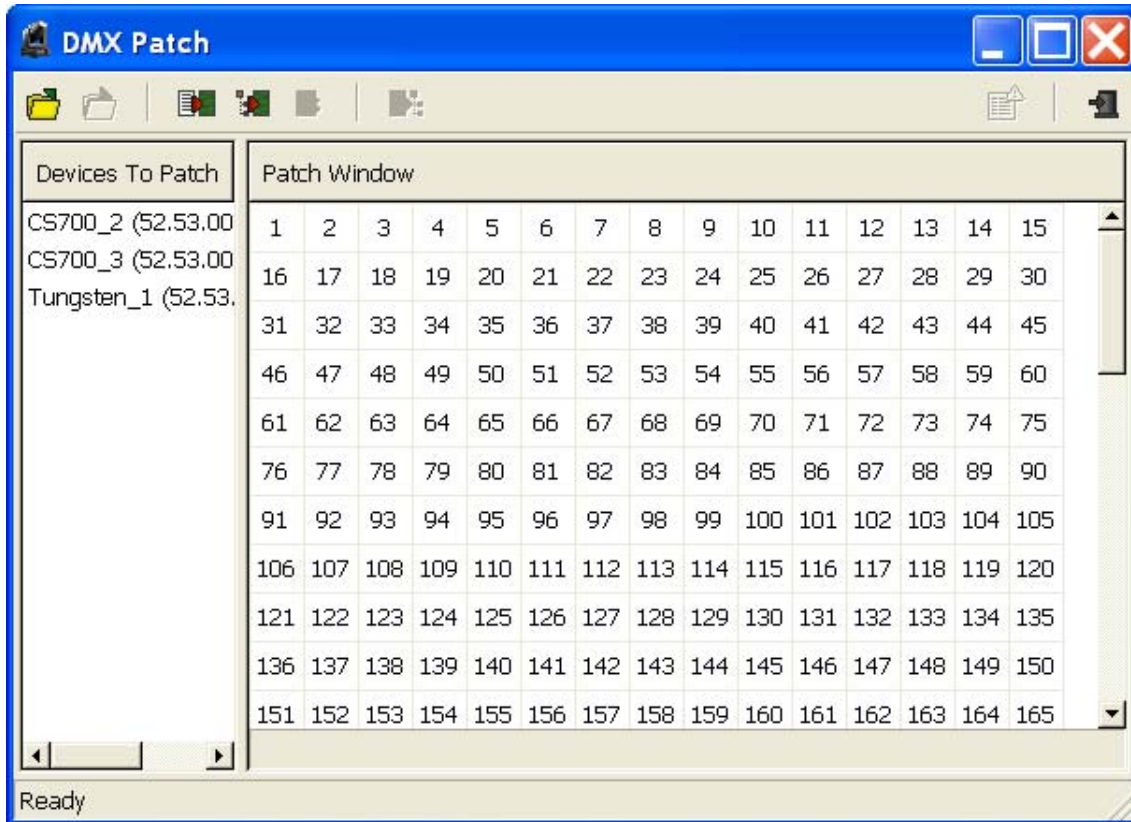 DMX Patch
Devices To Patch
Patch Window
CS700_2 (52.53.00
CS700_3 (52.53.00
Tungsten_1 (52.53.
1 2 3 4 5 6 7 8 9 10 11 12 13 14 15
16 17 18 19 20 21 22 23 24 25 26 27 28 29 30
31 32 33 34 35 36 37 38 39 40 41 42 43 44 45
46 47 48 49 50 51 52 53 54 55 56 57 58 59 60
61 62 63 64 65 66 67 68 69 70 71 72 73 74 75
76 77 78 79 80 81 82 83 84 85 86 87 88 89 90
91 92 93 94 95 96 97 98 99 100 101 102 103 104 105
106 107 108 109 110 111 112 113 114 115 116 117 118 119 120
121 122 123 124 125 126 127 128 129 130 131 132 133 134 135
136 137 138 139 140 141 142 143 144 145 146 147 148 149 150
151 152 153 154 155 156 157 158 159 160 161 162 163 164 165
Ready